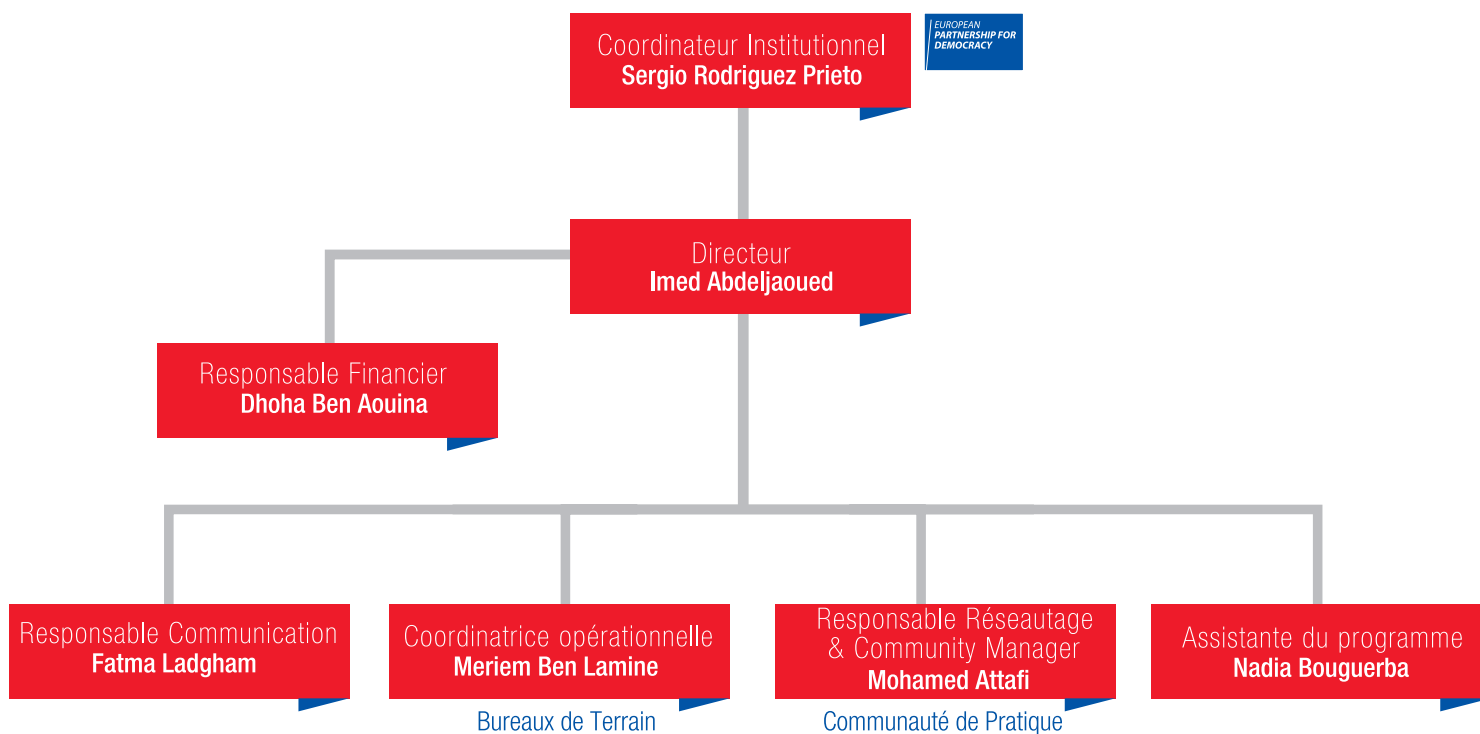 Coordinateur Institutionnel
Sergio Rodriguez Prieto
EUROPEAN
PARTNERSHIP FOR
DEMOCRACY
Directeur
Imed Abdeljaoued
Responsable Financier
Dhoha Ben Aouina
Responsable Communication
Fatma Ladgham
Coordinatrice opérationnelle
Meriem Ben Lamine
Bureaux de Terrain
Responsable Réseautage
& Community Manager
Mohamed Attafi
Communauté de Pratique
Assistante du programme
Nadia Bouguerba